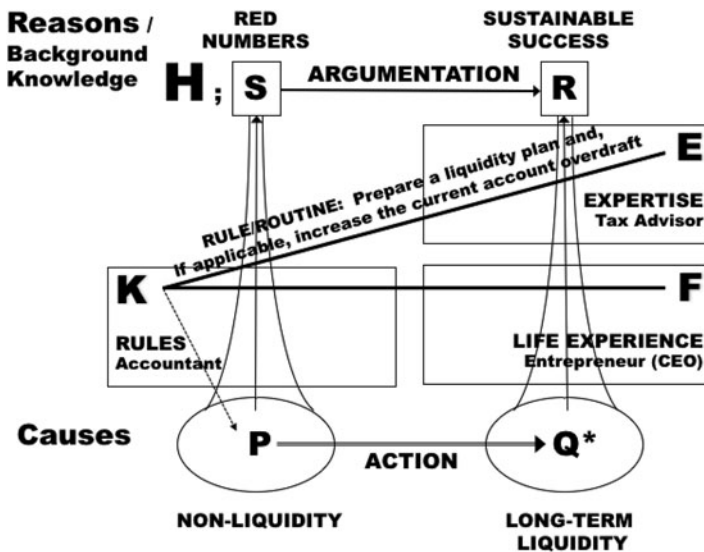 Reasons /
Background
Knowledge
RED
NUMBERS
SUSTAINABLE
SUCCESS
H ; S
ARGUMENTATION
R
RULE/ROUTINE: Prepare a liquidity plan and,
If applicable, increase the current account overdraft
E
EXPERTISE
Tax Advisor
K
F
RULES
Accountant
LIFE EXPERIENCE
Entrepreneur (CEO)
Causes
P
ACTION
Q*
NON-LIQUIDITY
LONG-TERM
LIQUIDITY